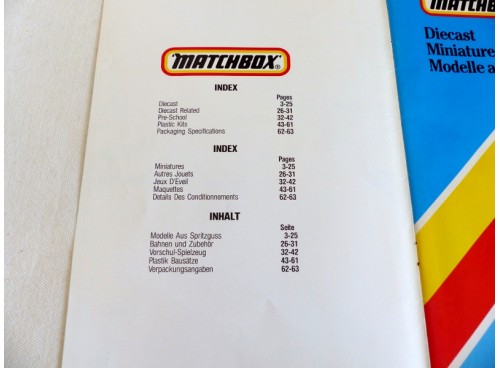 MATCHBOX®
INDEX
Pages
Diecast 3-25
Diecast Related 26-31
Pre-School 32-42
Plastic Kits 43-61
Packaging Specifications 62-63
INDEX
Pages
Miniatures 3-25
Autres Jouets 26-31
Jeux D'Eveil 32-42
Maquettes 43-61
Details Des Conditionnements 62-63
INHALT
Seite
Modelle Aus Spritzguss 3-25
Bahnen und Zubehör 26-31
Vorschul-Spielzeug 32-42
Plastik Bausätze 43-61
Verpackungsangaben 62-63
MATCHBOX
Diecast
Miniature
Modelle a